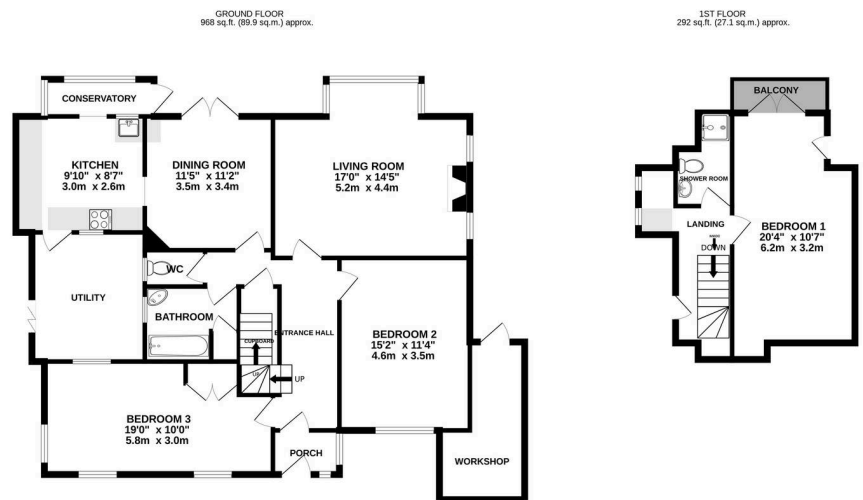 GROUND FLOOR
968 sq.ft. (89.9 sq.m.) approx.
1ST FLOOR
292 sq.ft. (27.1 sq.m.) approx.
CONSERVATORY
KITCHEN
9'10" x 8'7"
3.0m x 2.6m
DINING ROOM
11'5" x 11'2"
3.5m x 3.4m
LIVING ROOM
17'0" x 14'5"
5.2m x 4.4m
WC
UTILITY
BATHROOM
CUPBOARD
ENTRANCE HALL
UP
UP
BEDROOM 2
15'2" x 11'4"
4.6m x 3.5m
BEDROOM 3
19'0" x 10'0"
5.8m x 3.0m
PORCH
WORKSHOP
BALCONY
SHOWER ROOM
LANDING
DOWN
BEDROOM 1
20'4" x 10'7"
6.2m x 3.2m